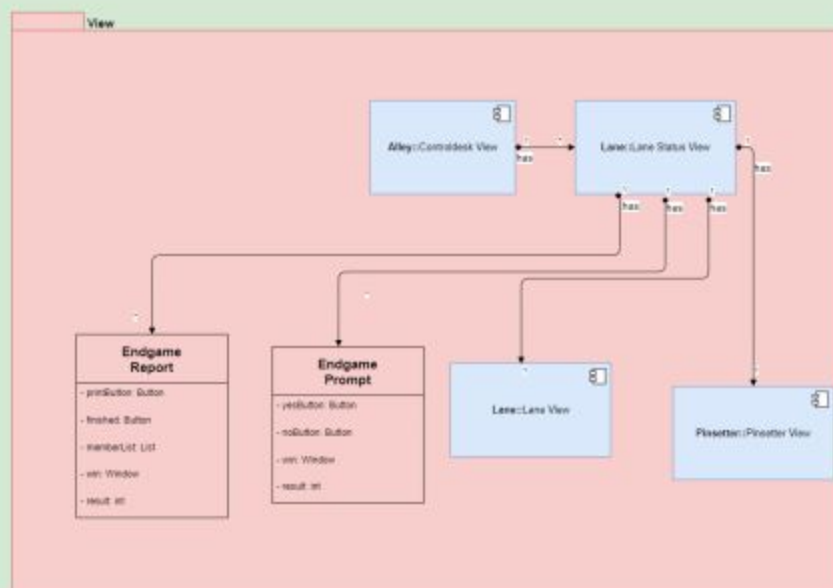 View
Alley::Controldesk View
Lane::Lane Status View
has
has
has
has
has
Endgame
Report
- printButton: Button
- finished: Button
- memberList: List
- win: Window
- result: int
Endgame
Prompt
- yesButton: Button
- noButton: Button
- win: Window
- result: int
Lane::Lane View
Pinsetter::Pinsetter View